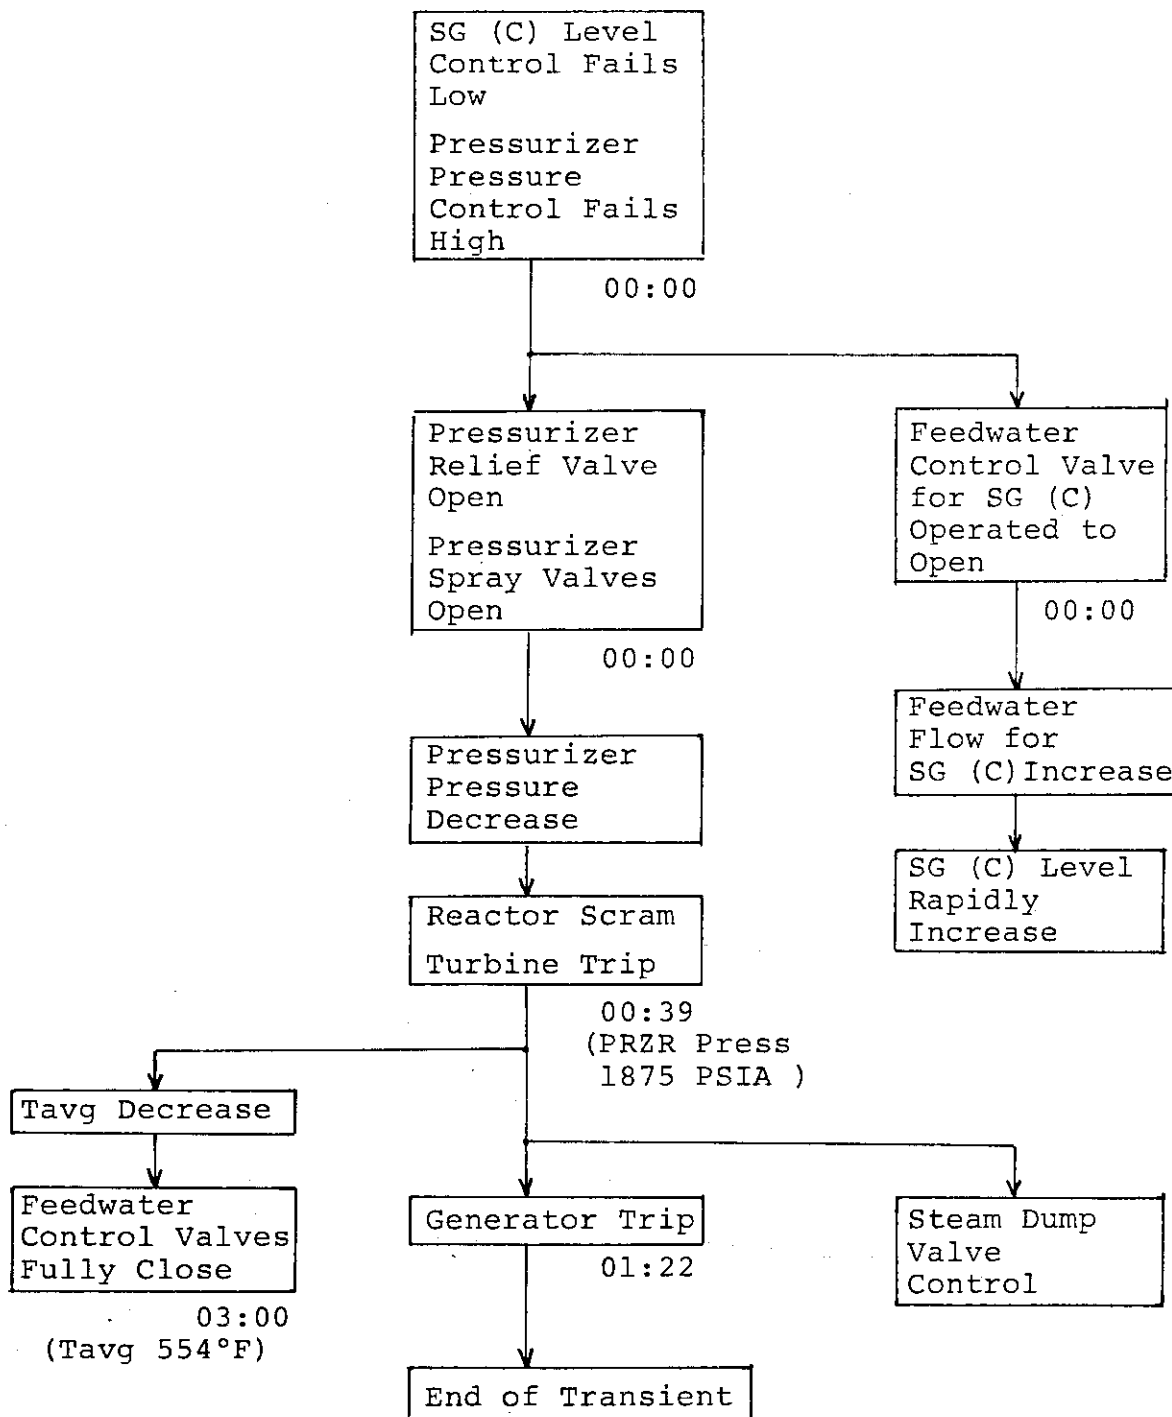 SG (C) Level
Control Fails
Low
Pressurizer
Pressure
Control Fails
High
00:00
Pressurizer
Relief Valve
Open
Pressurizer
Spray Valves
Open
00:00
Feedwater
Control Valve
for SG (C)
Operated to
Open
00:00
Pressurizer
Pressure
Decrease
Feedwater
Flow for
SG (C)Increase
SG (C) Level
Rapidly
Increase
Reactor Scram
Turbine Trip
00:39
(PRZR Press
1875 PSIA )
Tavg Decrease
Feedwater
Control Valves
Fully Close
03:00
(Tavg 554°F)
Generator Trip
01:22
Steam Dump
Valve
Control
End of Transient